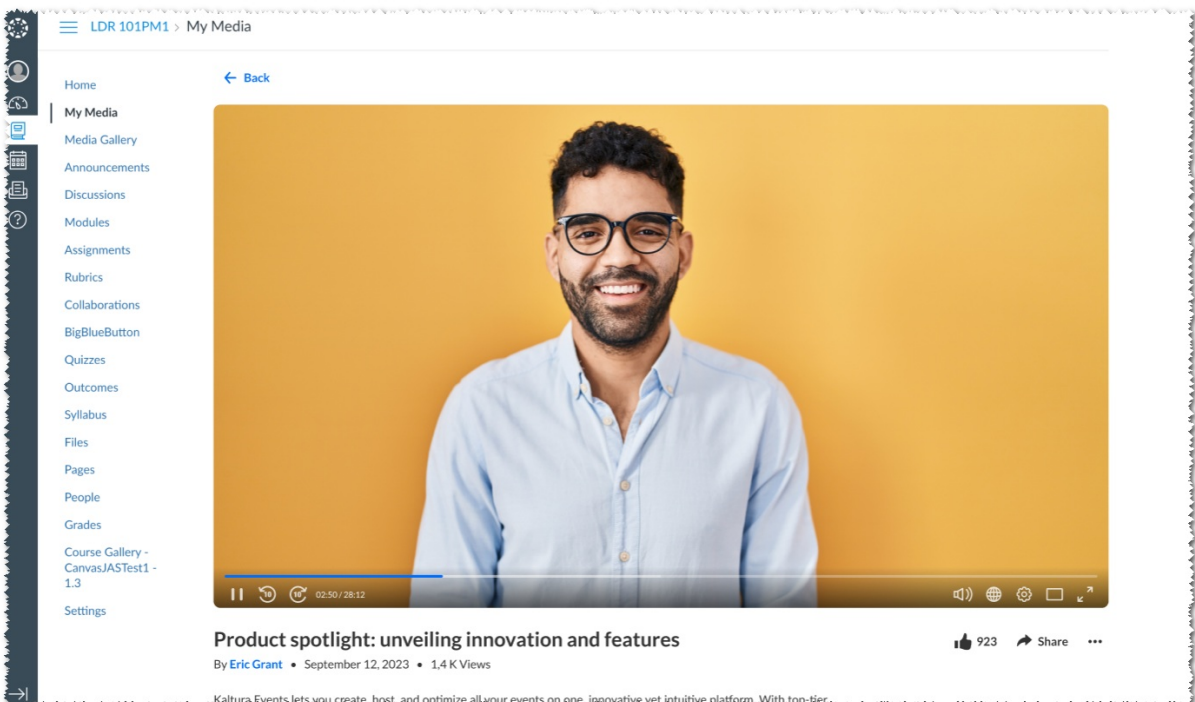 LDR 101PM1 > My Media
Home
My Media
Media Gallery
Announcements
Discussions
Modules
Assignments
Rubrics
Collaborations
BigBlueButton
Quizzes
Outcomes
Syllabus
Files
Pages
People
Grades
Course Gallery -
CanvasJASTest1 -
1.3
Settings
← Back
10 10 02:50 / 28:12
Product spotlight: unveiling innovation and features
923 Share •••
By Eric Grant • September 12, 2023 • 1,4 K Views
Kaltura Events lets you create, host, and optimize all your events on one, innovative yet intuitive platform. With top-tier